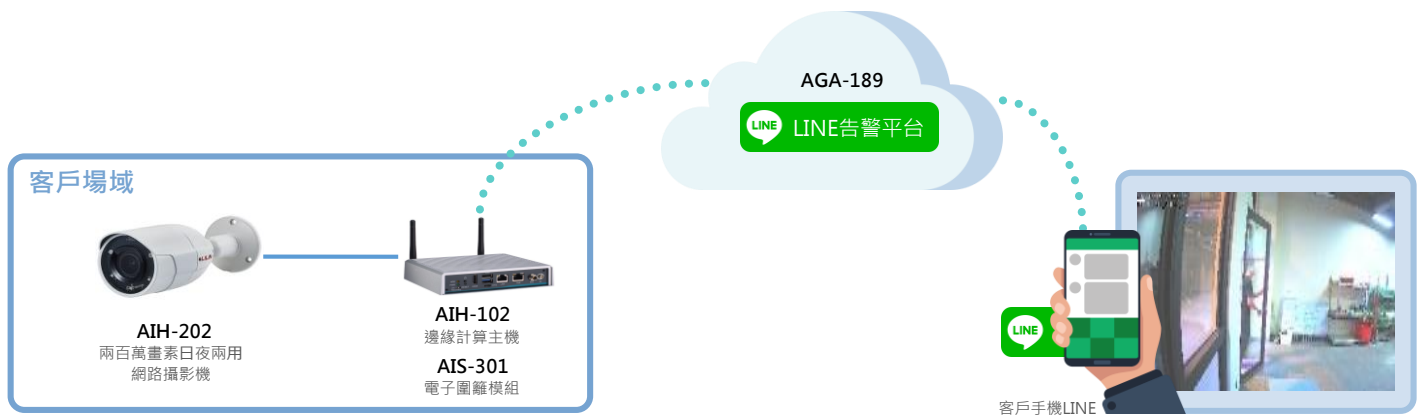 AGA-189
LINE LINE告警平台
客戶場域
AIH-202
兩百萬畫素日夜兩用
網路攝影機
AIH-102
邊緣計算主機
AIS-301
電子圍籬模組
LINE
客戶手機LINE